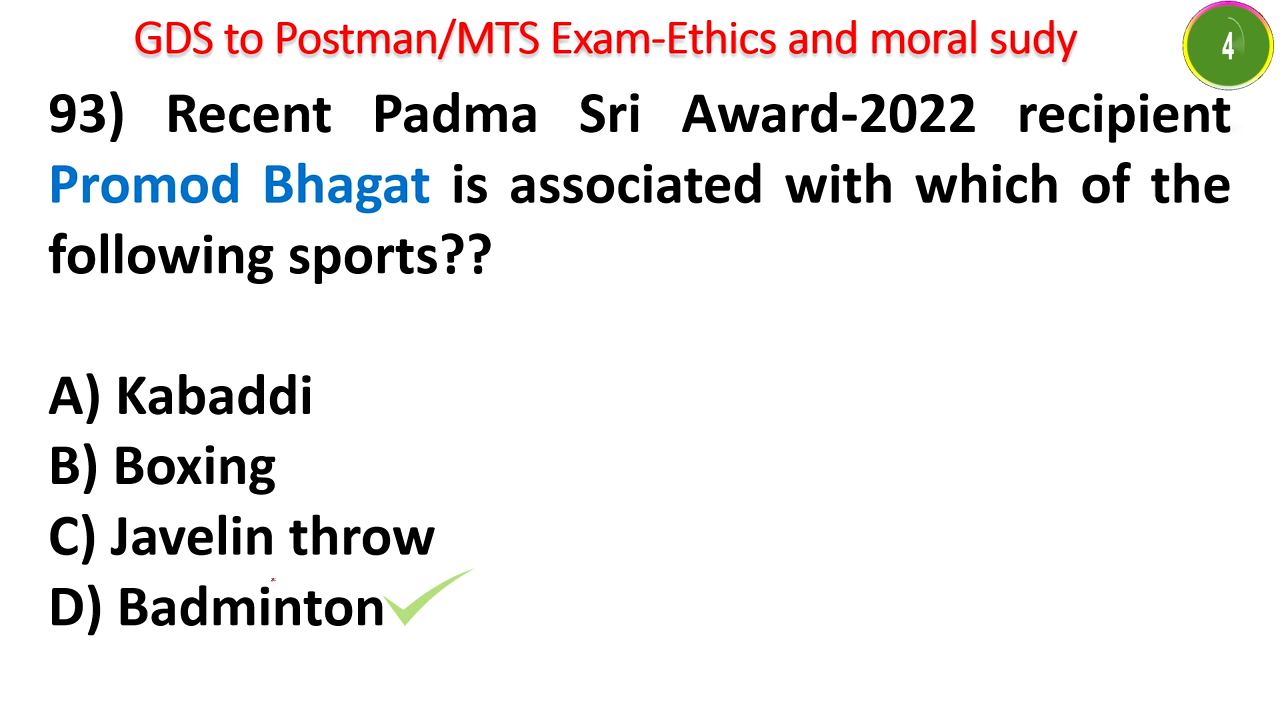 GDS to Postman/MTS Exam-Ethics and moral sudy
4
93) Recent Padma Sri Award-2022 recipient
Promod Bhagat is associated with which of the
following sports??
A) Kabaddi
B) Boxing
C) Javelin throw
D) Badminton